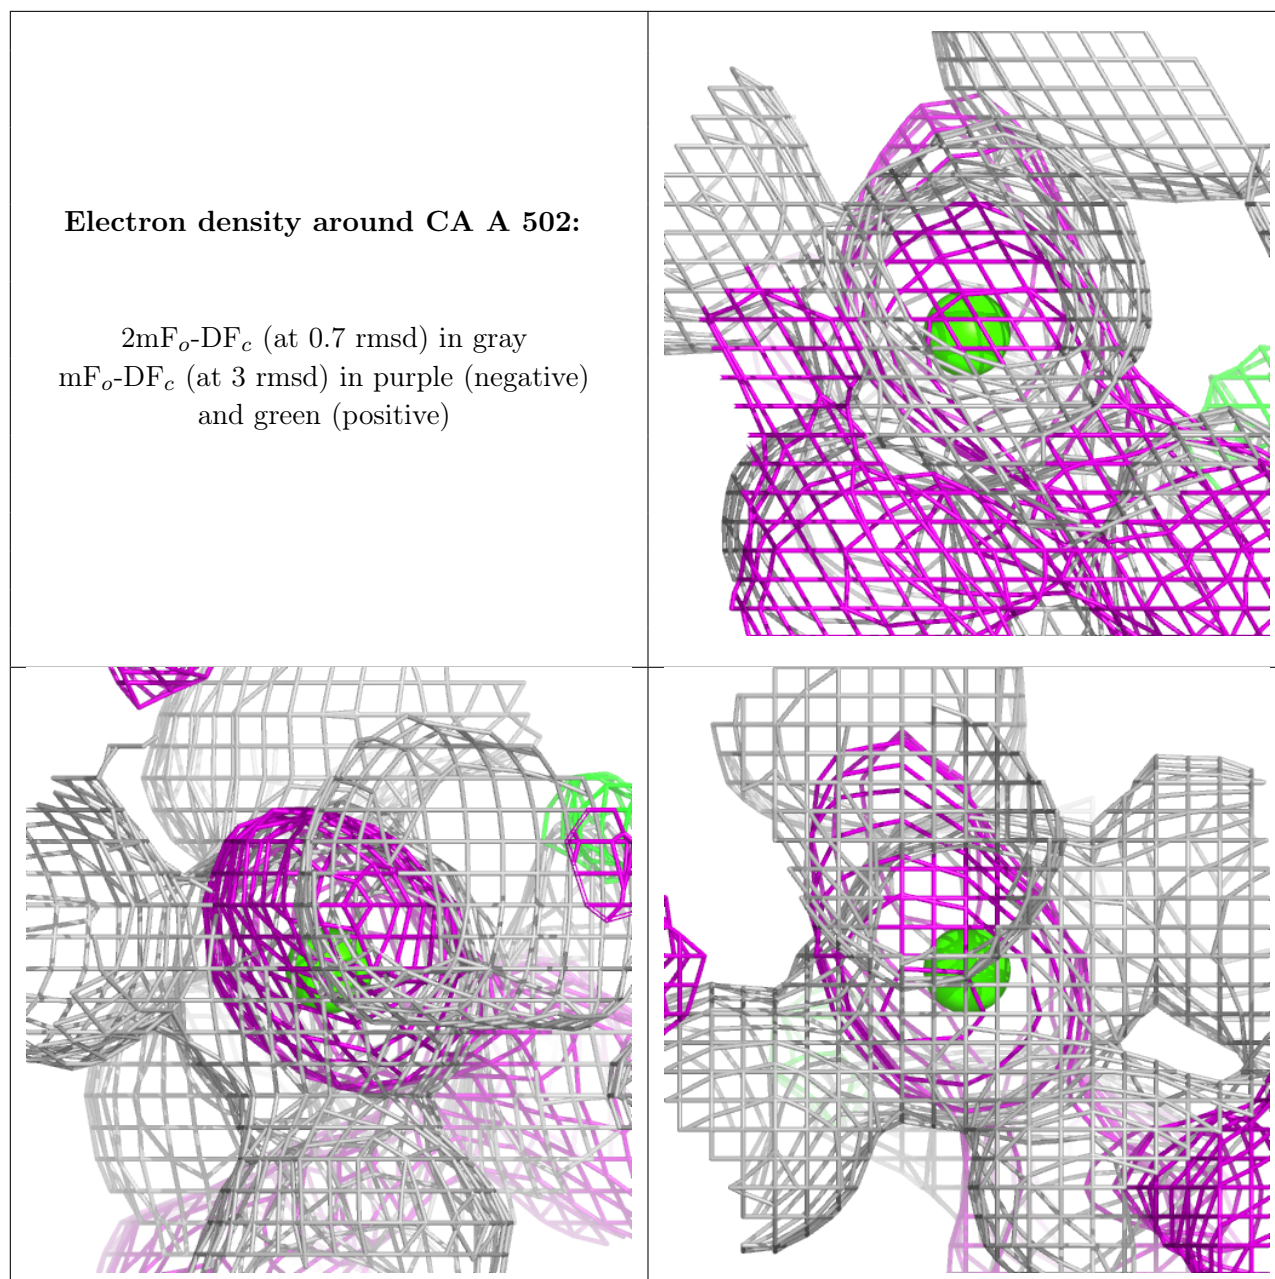 Electron density around CA A 502:
2mFo-DFc (at 0.7 rmsd) in gray
mFo-DFc (at 3 rmsd) in purple (negative)
and green (positive)